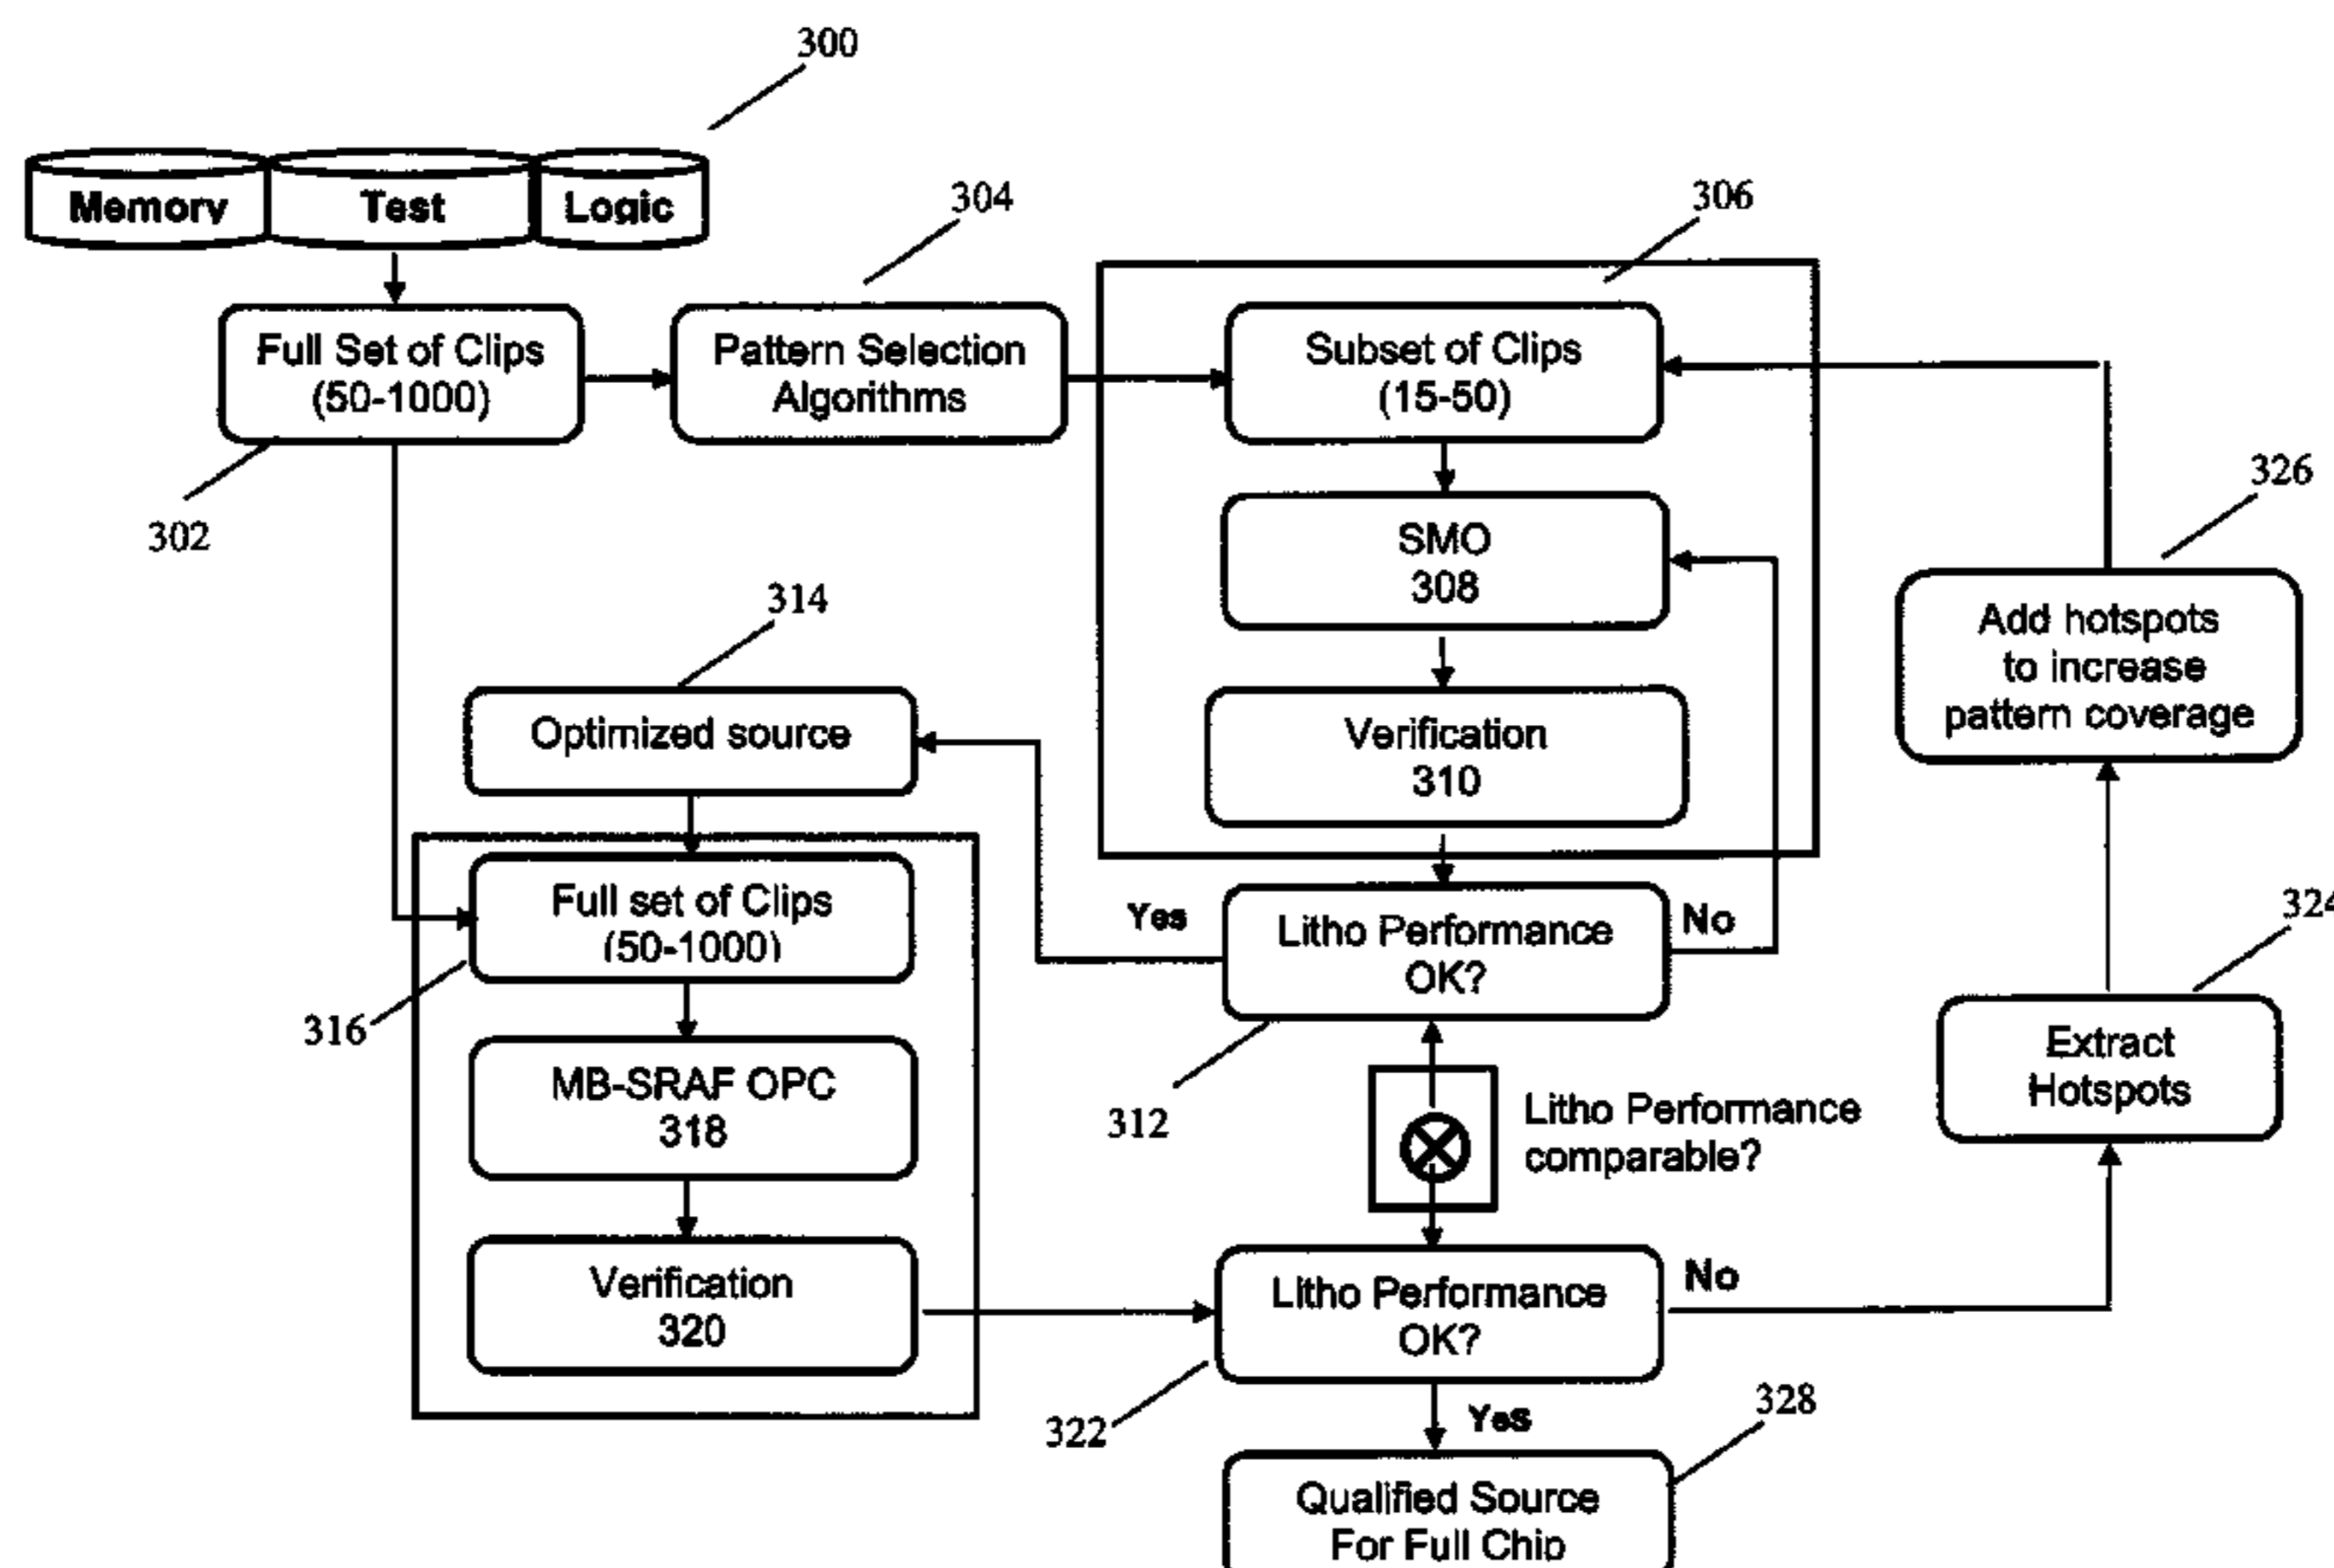 300
Memory
Test
Logic
304
306
Full Set of Clips
(50-1000)
Pattern Selection
Algorithms
Subset of Clips
(15-50)
302
SMO
308
326
Add hotspots
to increase
pattern coverage
314
Optimized source
Verification
310
Full set of Clips
(50-1000)
Yes
Litho Performance
OK?
No
324
316
MB-SRAF OPC
318
312
Litho Performance
comparable?
Extract
Hotspots
Verification
320
Litho Performance
OK?
No
322
Yes
328
Qualified Source
For Full Chip